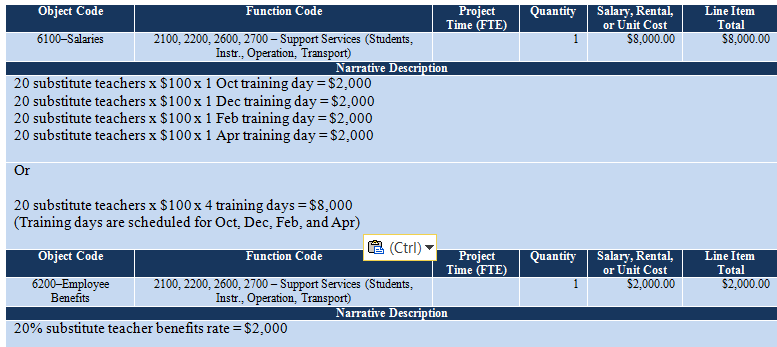 Object Code Function Code Project Time (FTE) Quantity Salary, Rental, or Unit Cost Line Item Total
6100–Salaries 2100, 2200, 2600, 2700 – Support Services (Students, Instr., Operation, Transport) 1 $8,000.00 $8,000.00
Narrative Description
20 substitute teachers x $100 x 1 Oct training day = $2,000
20 substitute teachers x $100 x 1 Dec training day = $2,000
20 substitute teachers x $100 x 1 Feb training day = $2,000
20 substitute teachers x $100 x 1 Apr training day = $2,000
Or
20 substitute teachers x $100 x 4 training days = $8,000
(Training days are scheduled for Oct, Dec, Feb, and Apr)
(Ctrl)
Object Code Function Code Project Time (FTE) Quantity Salary, Rental, or Unit Cost Line Item Total
6200–Employee Benefits 2100, 2200, 2600, 2700 – Support Services (Students, Instr., Operation, Transport) 1 $2,000.00 $2,000.00
Narrative Description
20% substitute teacher benefits rate = $2,000